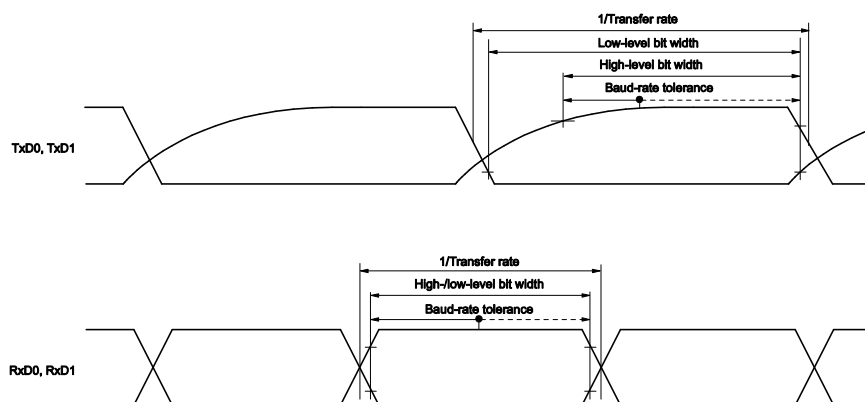 1/Transfer rate
Low-level bit width
High-level bit width
Baud-rate tolerance
TxD0, TxD1
1/Transfer rate
High-/low-level bit width
Baud-rate tolerance
RxD0, RxD1